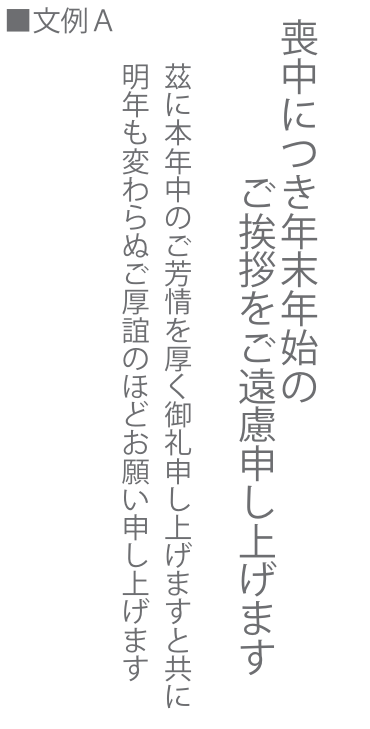 ■文例A
喪中につき年末年始の
ご挨拶をご遠慮申し上げます
茲に本年中のご芳情を厚く御礼申し上げますと共に
明年も変わらぬご厚誼のほどお願い申し上げます